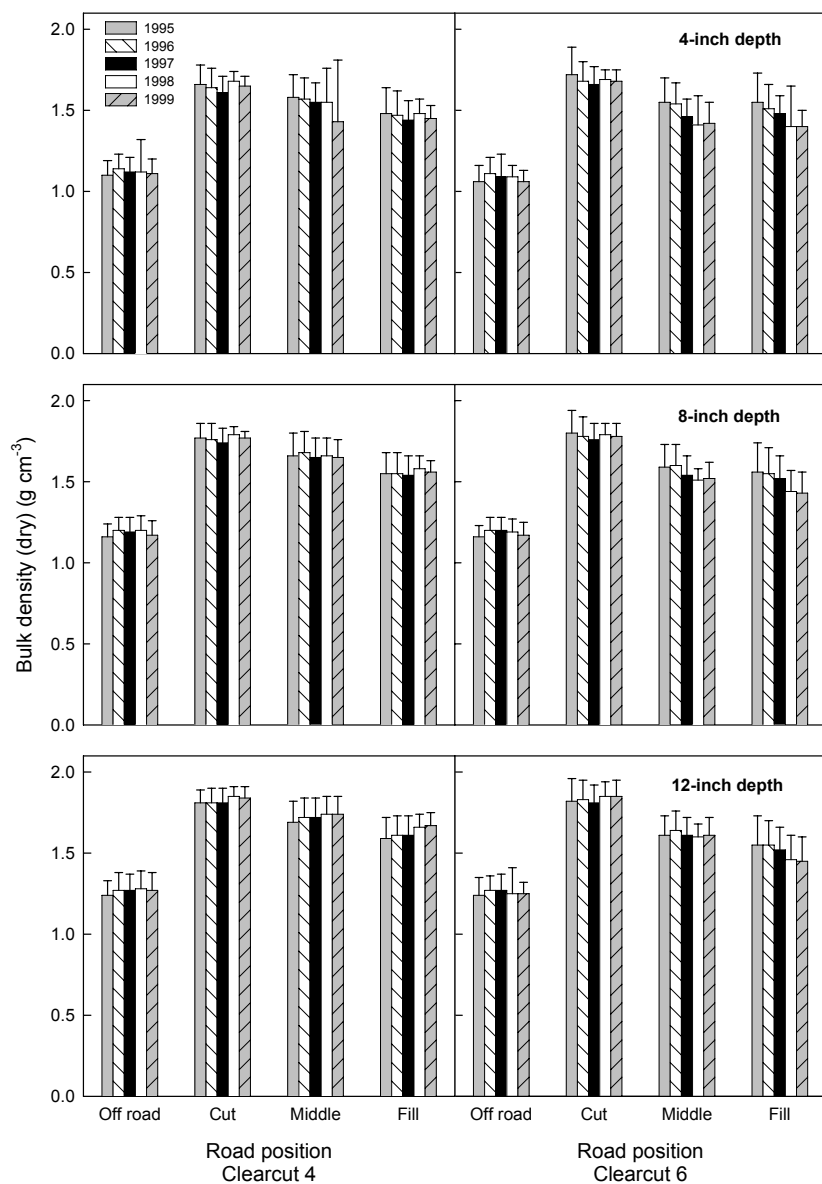 1995
1996
1997
1998
1999
4-inch depth
2.0
1.5
1.0
0.5
0.0
8-inch depth
2.0
1.5
1.0
0.5
0.0
Bulk density (dry) (g cm⁻³)
12-inch depth
2.0
1.5
1.0
0.5
0.0
Off road Cut Middle Fill Off road Cut Middle Fill
Road position Road position
Clearcut 4 Clearcut 6